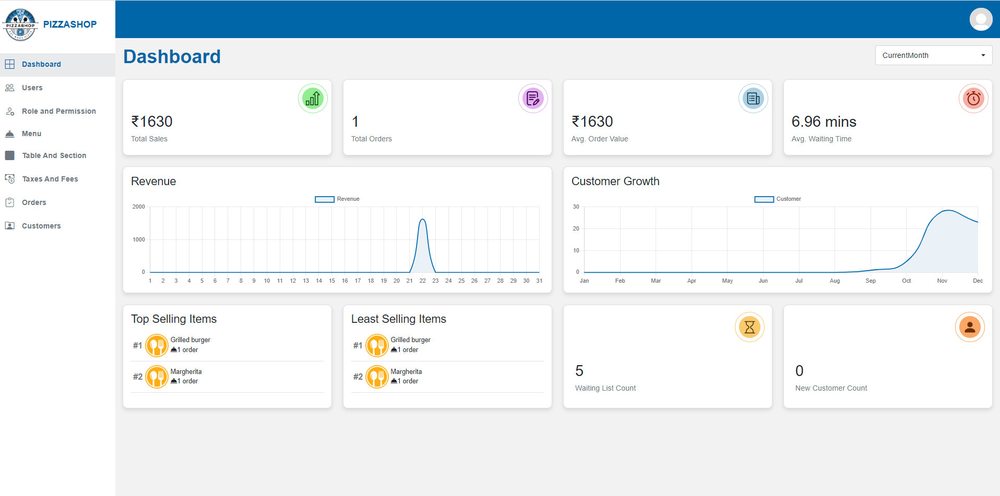 PIZZASHOP
EAT MORE PIZZA
PIZZASHOP
Dashboard
Users
Role and Permission
Menu
Table And Section
Taxes And Fees
Orders
Customers
Dashboard
CurrentMonth
₹1630
Total Sales
1
Total Orders
₹1630
Avg. Order Value
6.96 mins
Avg. Waiting Time
Revenue
Revenue
2000
1000
0
1 2 3 4 5 6 7 8 9 10 11 12 13 14 15 16 17 18 19 20 21 22 23 24 25 26 27 28 29 30 31
Customer Growth
Customer
30
20
10
0
Jan Feb Mar Apr May Jun Jul Aug Sep Oct Nov Dec
Top Selling Items
#1
Grilled burger
1 order
#2
Margherita
1 order
Least Selling Items
#1
Grilled burger
1 order
#2
Margherita
1 order
5
Waiting List Count
0
New Customer Count